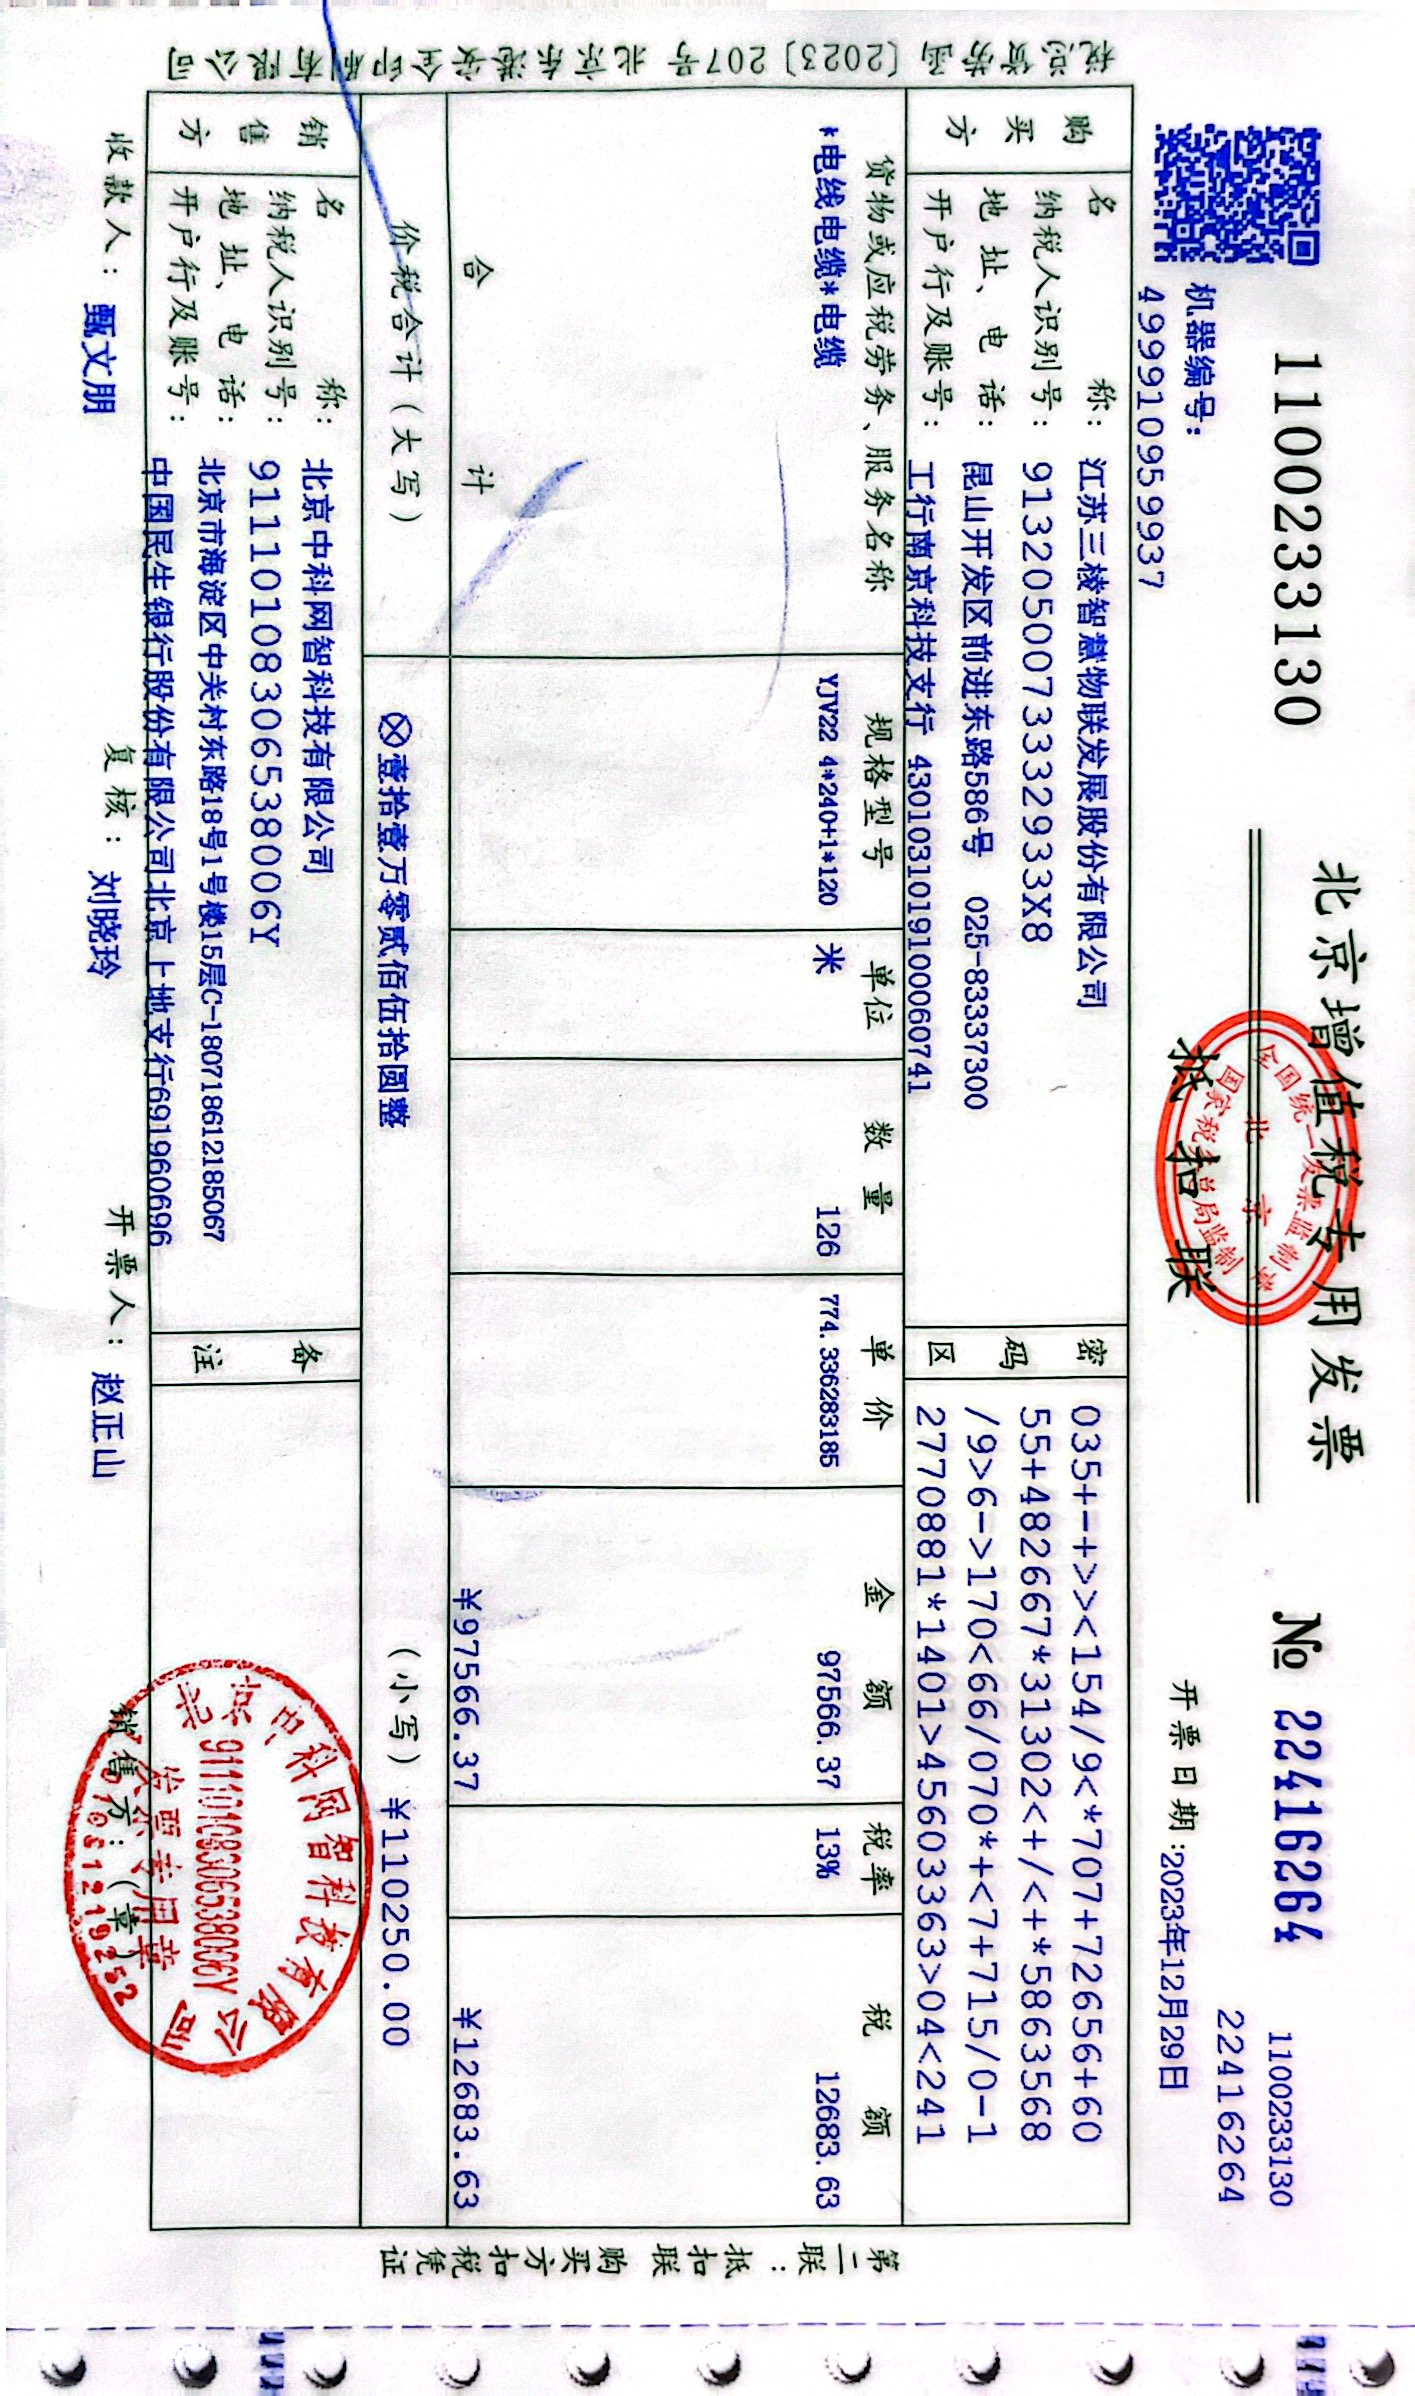 1100233130
北京增值税专用发票
№ 22416264
1100233130
22416264
机器编号:
499910959937
全国统一发票监制章
北京
国家税务总局监制
抵扣联
开票日期:2023年12月29日
购买方
名称: 江苏三棱智慧物联发展股份有限公司
纳税人识别号: 9132050073332933X8
地址、电话: 昆山开发区前进东路586号 025-83337300
开户行及账号: 工行南京科技支行 4301031019100060741
密码区
035+-+>><154/9<*707+72656+60
55+482667*31302<+/<+*5863568
/9>6->170<66/070*+<7+715/0-1
2770881*1401>45603363>04<241
货物或应税劳务、服务名称 规格型号 单位 数量 单价 金额 税率 税额
*电线电缆*电缆 YJV22 4*240+1*120 米 126 774.336283185 97566.37 13% 12683.63
合计 ¥97566.37 ¥12683.63
价税合计(大写) ⊗壹拾壹万零贰佰伍拾圆整 (小写)¥110250.00
销售方
名称: 北京中科网智科技有限公司
纳税人识别号: 91110108306538006Y
地址、电话: 北京市海淀区中关村东路18号1号楼15层C-180718612185067
开户行及账号: 中国民生银行股份有限公司北京上地支行691960696
备注
北京中科网智科技有限公司
91110108306538006Y
发票专用章
收款人: 甄文朋 复核: 刘晓玲 开票人: 赵正山 销售方:(章)
税总货劳函〔2023〕207号 北京东港安全印刷有限公司
第二联:抵扣联 购买方扣税凭证